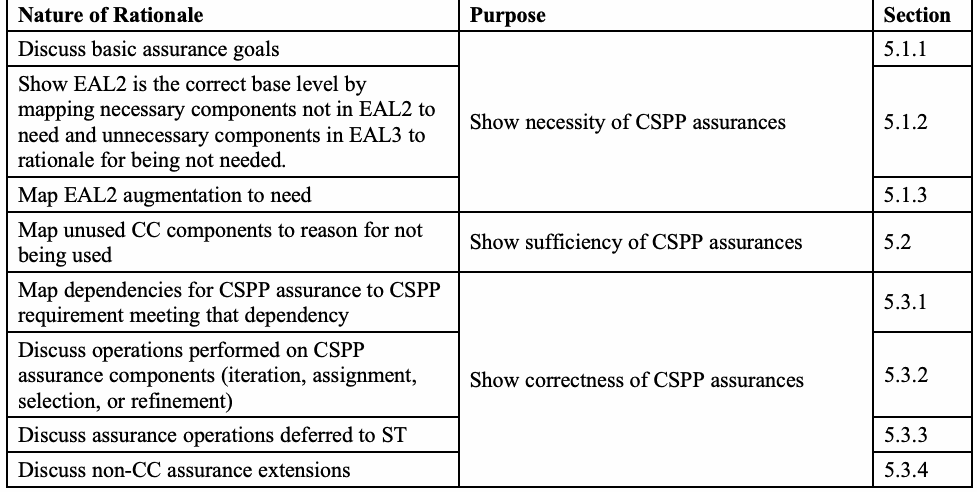 Nature of Rationale
Purpose
Section
Discuss basic assurance goals
Show necessity of CSPP assurances
5.1.1
Show EAL2 is the correct base level by
mapping necessary components not in EAL2 to
need and unnecessary components in EAL3 to
rationale for being not needed.
5.1.2
Map EAL2 augmentation to need
5.1.3
Map unused CC components to reason for not
being used
Show sufficiency of CSPP assurances
5.2
Map dependencies for CSPP assurance to CSPP
requirement meeting that dependency
Show correctness of CSPP assurances
5.3.1
Discuss operations performed on CSPP
assurance components (iteration, assignment,
selection, or refinement)
5.3.2
Discuss assurance operations deferred to ST
5.3.3
Discuss non-CC assurance extensions
5.3.4